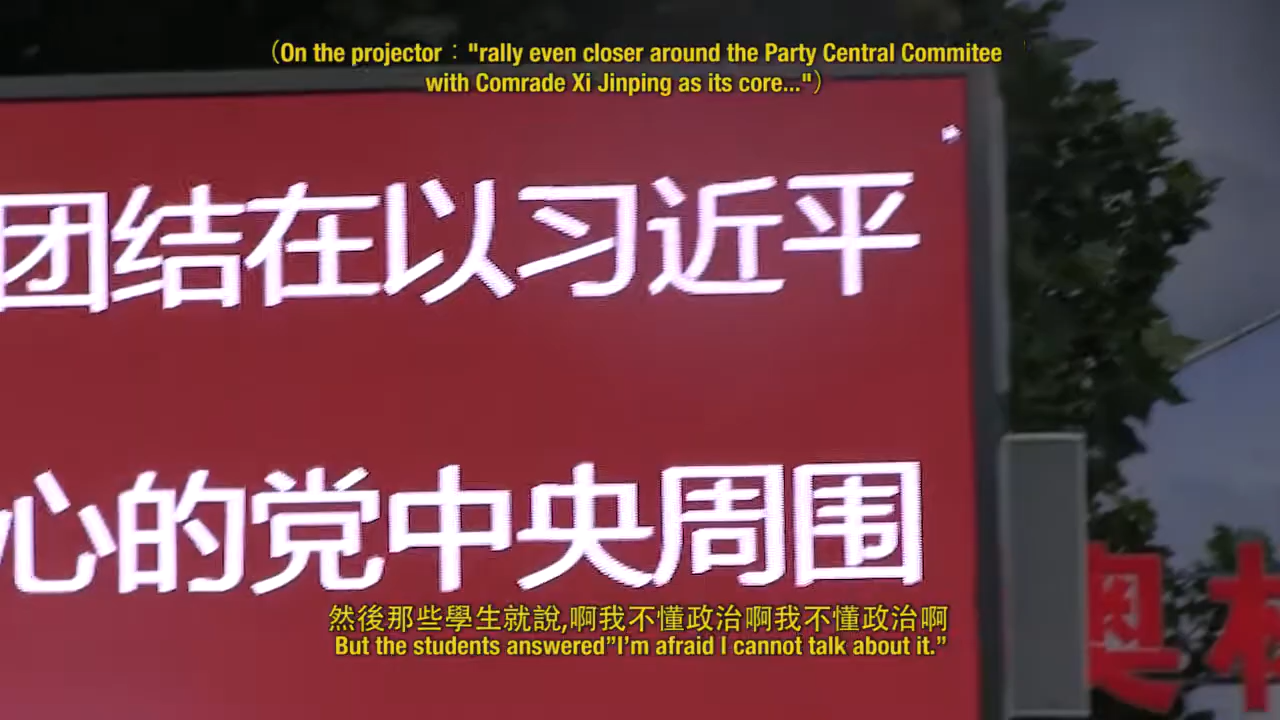 （On the projector："rally even closer around the Party Central Commitee
with Comrade Xi Jinping as its core..."）
团结在以习近平
心的党中央周围
奥
然後那些學生就說,啊我不懂政治啊我不懂政治啊
But the students answered”I’m afraid I cannot talk about it.”